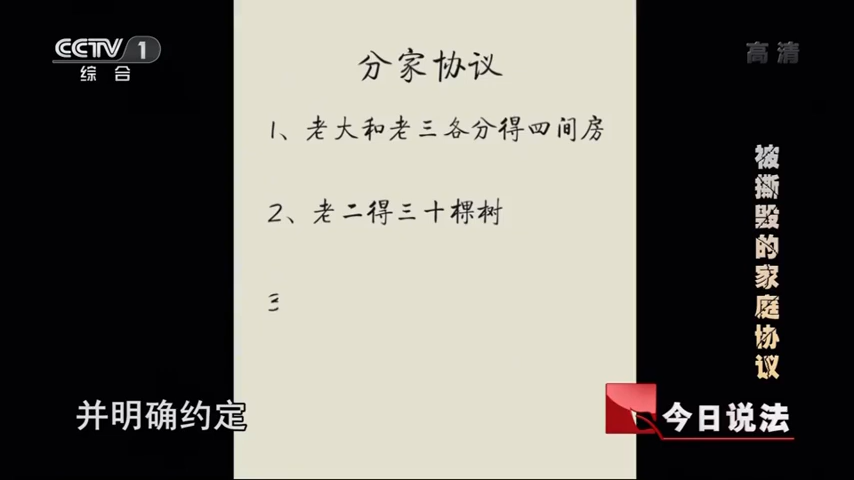 CCTV 1
综合
高清
分家协议
1、老大和老三各分得四间房
2、老二得三十棵树
3
被撕毁的家庭协议
并明确约定
今日说法